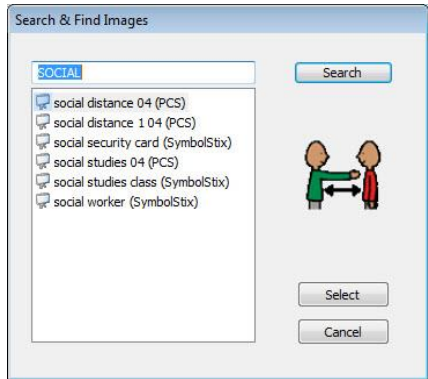 Search & Find Images
SOCIAL
Search
social distance 04 (PCS)
social distance 1 04 (PCS)
social security card (SymbolStix)
social studies 04 (PCS)
social studies class (SymbolStix)
social worker (SymbolStix)
Select
Cancel